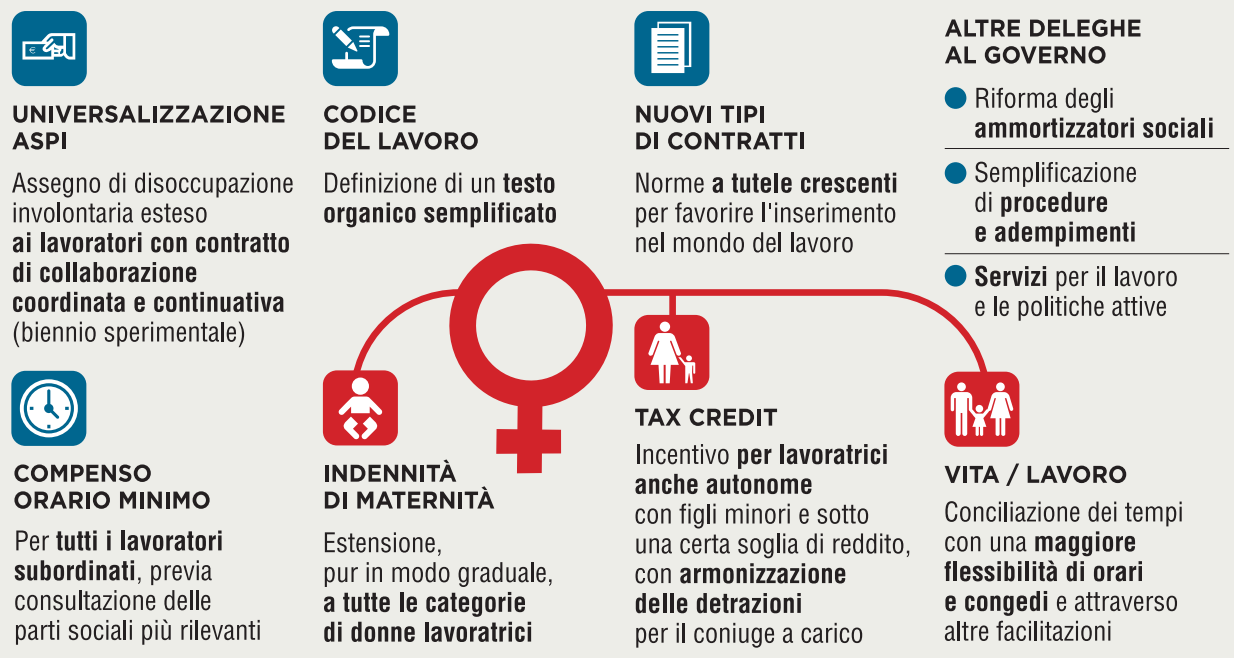 UNIVERSALIZZAZIONE
ASPI
Assegno di disoccupazione
involontaria esteso
ai lavoratori con contratto
di collaborazione
coordinata e continuativa
(biennio sperimentale)
CODICE
DEL LAVORO
Definizione di un testo
organico semplificato
NUOVI TIPI
DI CONTRATTI
Norme a tutele crescenti
per favorire l'inserimento
nel mondo del lavoro
ALTRE DELEGHE
AL GOVERNO
Riforma degli
ammortizzatori sociali
Semplificazione
di procedure
e adempimenti
Servizi per il lavoro
e le politiche attive
COMPENSO
ORARIO MINIMO
Per tutti i lavoratori
subordinati, previa
consultazione delle
parti sociali più rilevanti
INDENNITÀ
DI MATERNITÀ
Estensione,
pur in modo graduale,
a tutte le categorie
di donne lavoratrici
TAX CREDIT
Incentivo per lavoratrici
anche autonome
con figli minori e sotto
una certa soglia di reddito,
con armonizzazione
delle detrazioni
per il coniuge a carico
VITA / LAVORO
Conciliazione dei tempi
con una maggiore
flessibilità di orari
e congedi e attraverso
altre facilitazioni